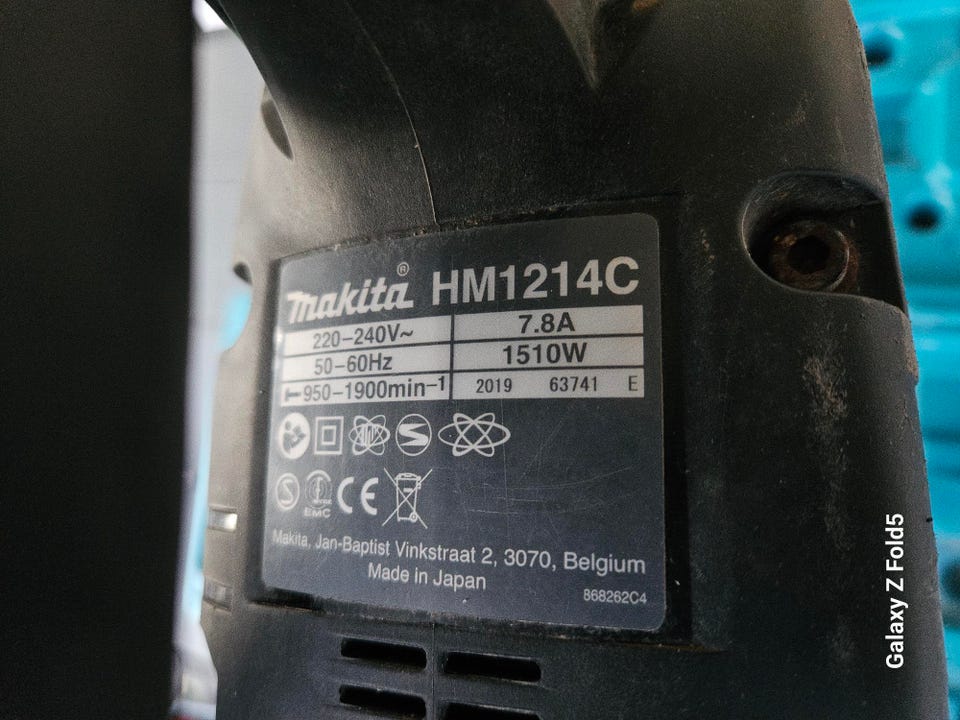 makita® HM1214C
220-240V~ 7.8A
50-60Hz 1510W
950-1900min-1 2019 63741 E
S S
EMC CE
Makita, Jan-Baptist Vinkstraat 2, 3070, Belgium
Made in Japan
868262C4
Galaxy Z Fold5